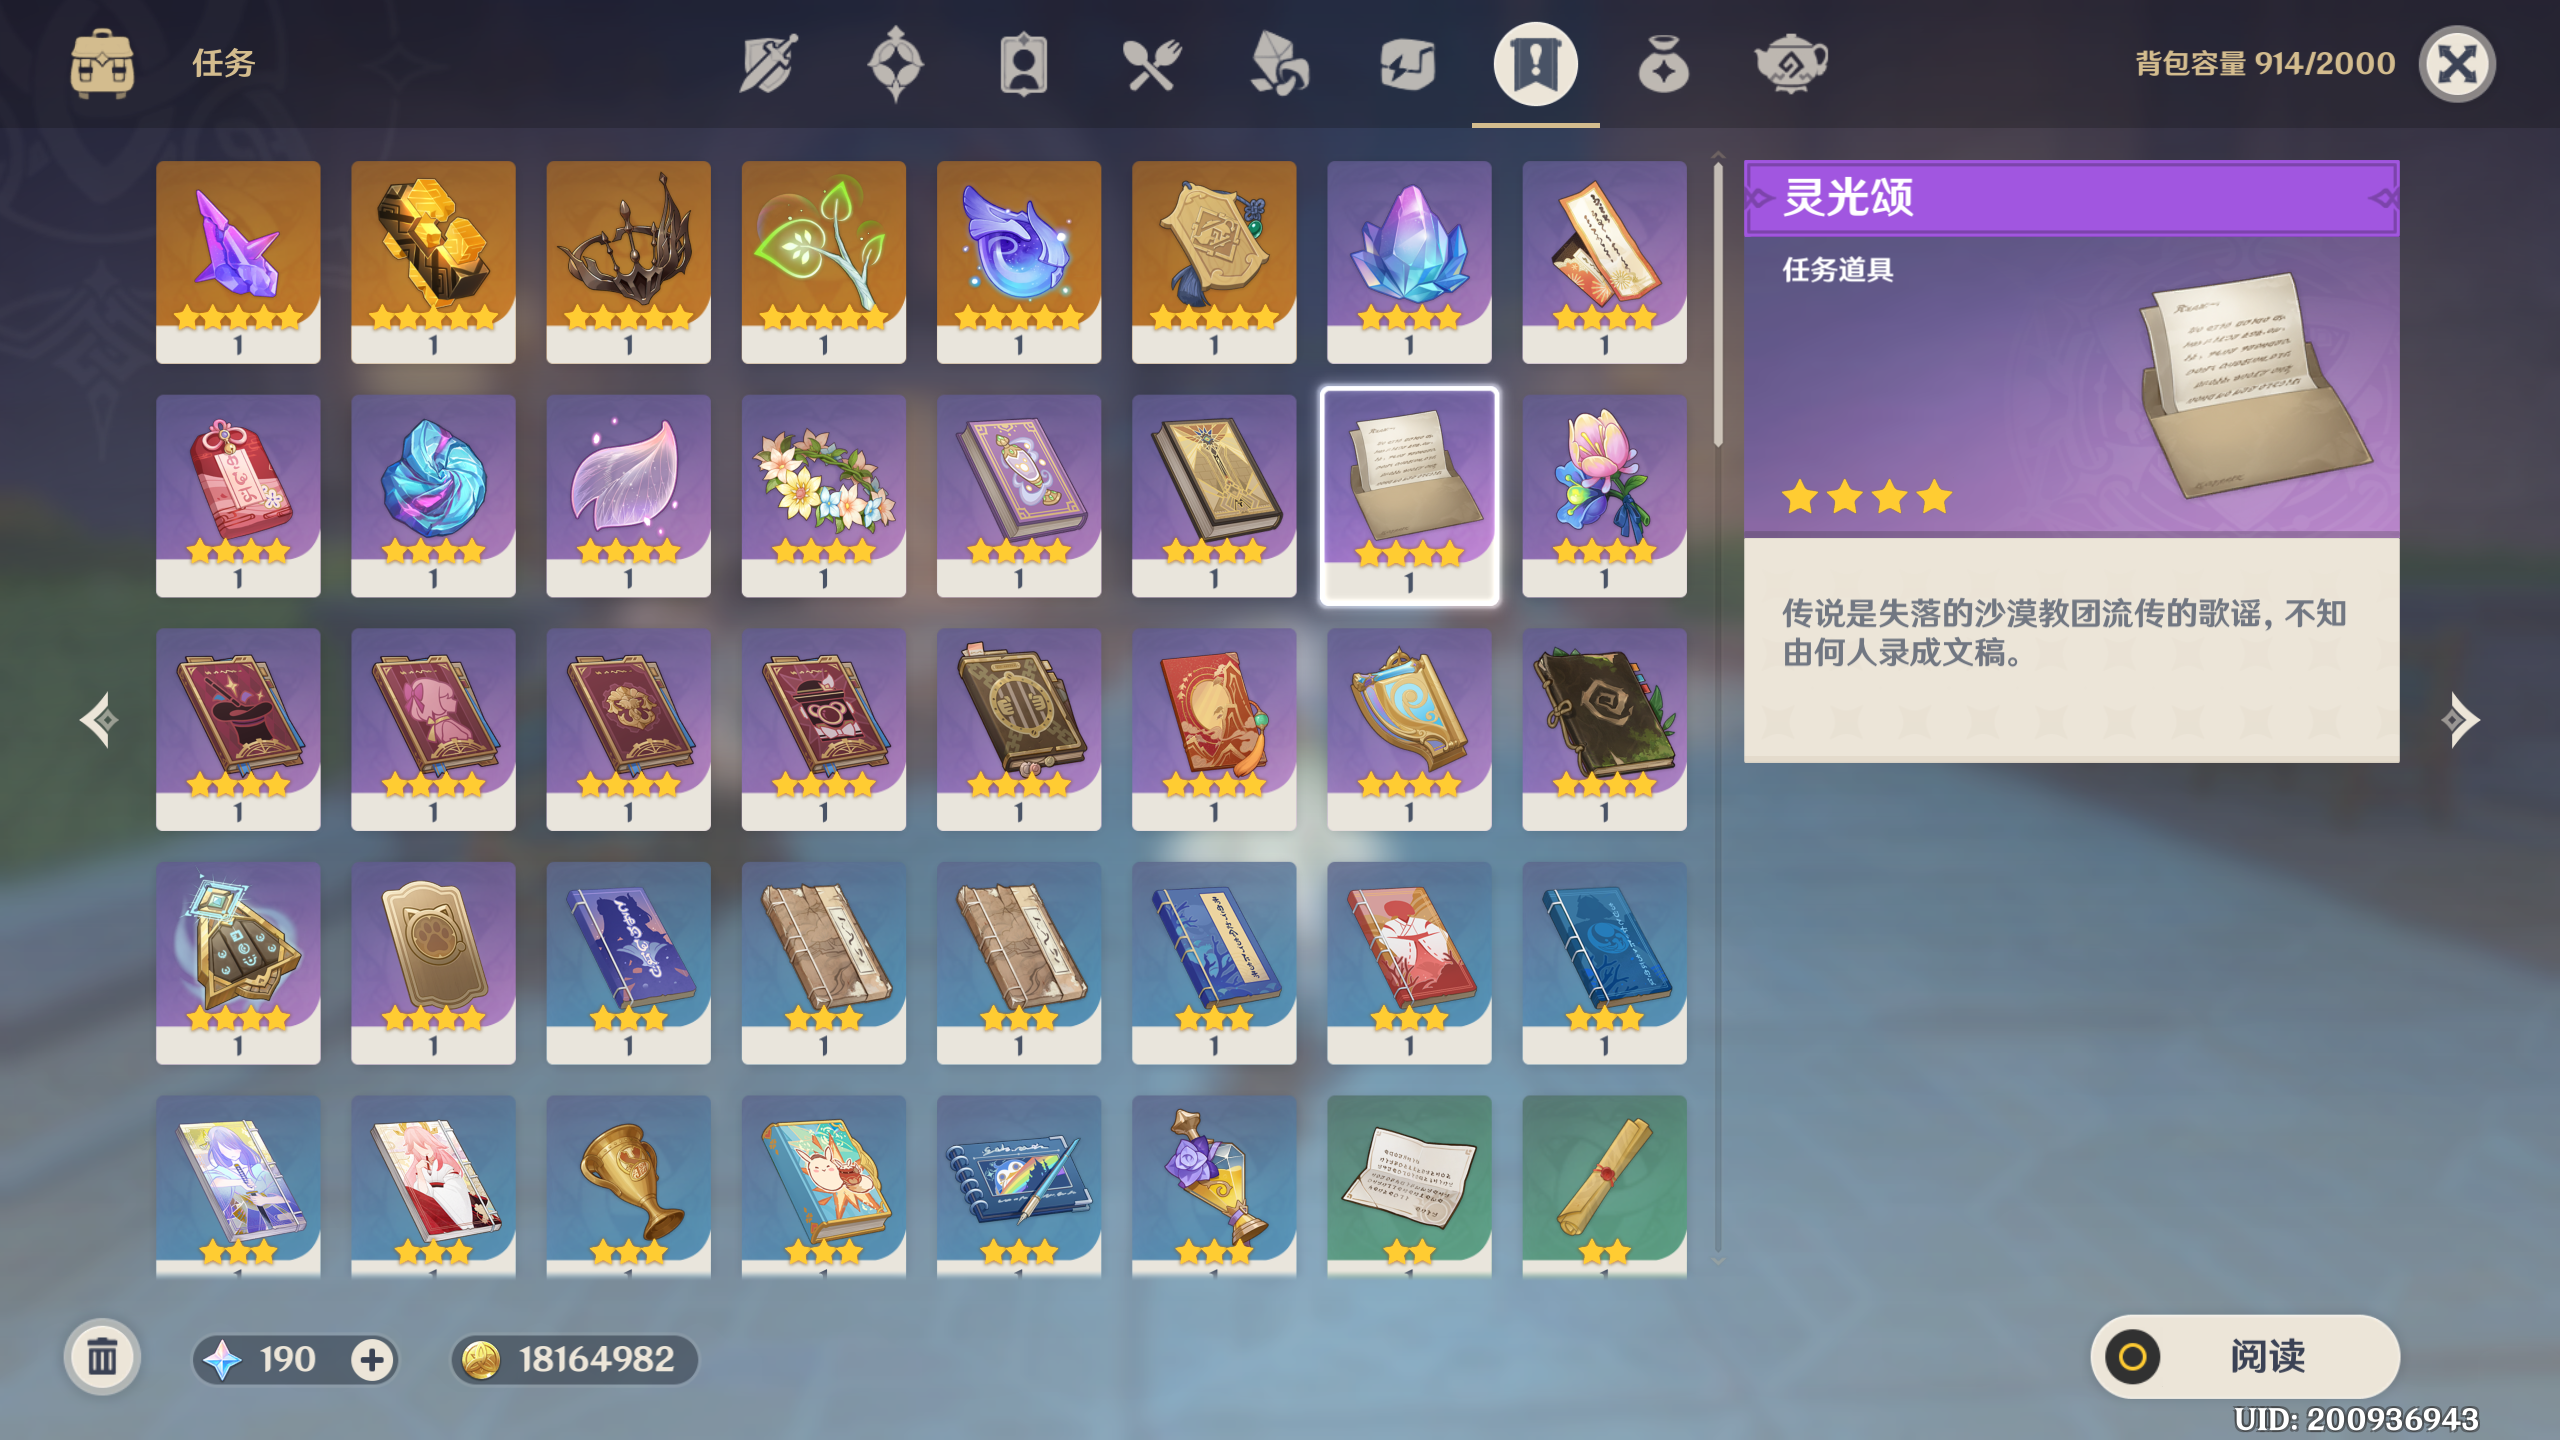 任务
背包容量 914/2000
1 1 1 1 1 1 1 1
1 1 1 1 1 1 1 1
1 1 1 1 1 1 1 1
1 1 1 1 1 1 1 1
灵光颂
任务道具
传说是失落的沙漠教团流传的歌谣，不知
由何人录成文稿。
190
18164982
阅读
UID: 200936943